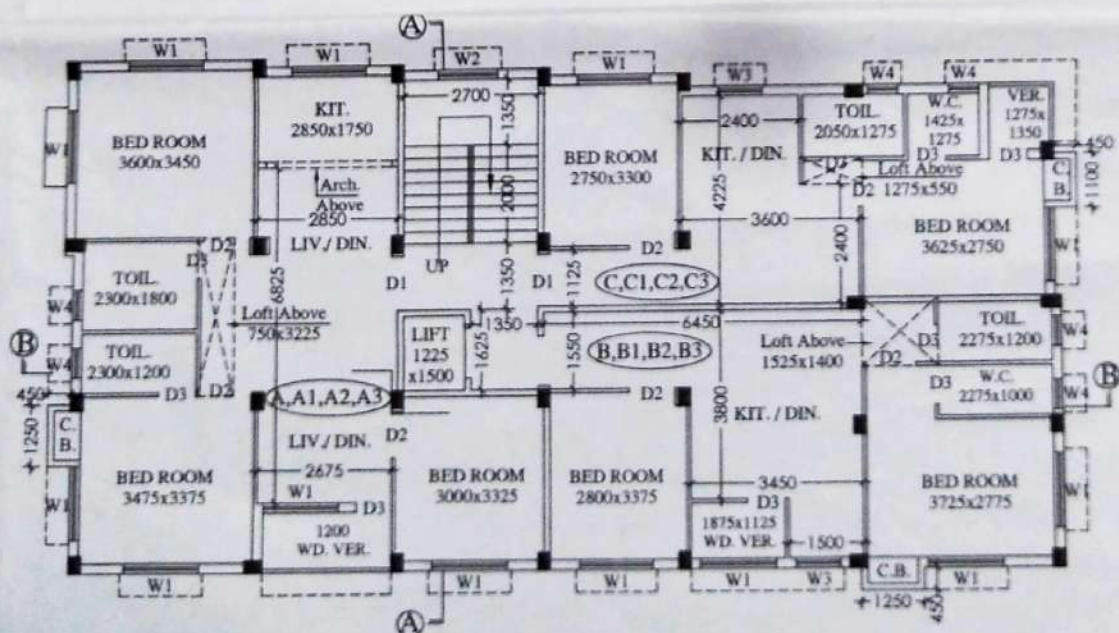 A
W1
W1
W2
W1
W3
W4
W4
BED ROOM
3600x3450
KIT.
2850x1750
2700
1350
BED ROOM
2750x3300
2400
KIT./DIN.
TOIL.
2050x1275
W.C.
1425x
1275
VER.
1275x
1350
450
1100
C.
B.
W1
Arch.
Above
2850
LIV./DIN.
2000
UP
4225
3600
D2
D3
D3
Loft Above
1275x550
D2
2400
BED ROOM
3625x2750
W1
D2
D3
TOIL.
2300x1800
6825
D1
1350
D1
1125
D2
C,C1,C2,C3
W4
Loft Above
750x3225
LIFT
1225
x1500
1350
1625
1550
6450
B,B1,B2,B3
Loft Above
1525x1400
TOIL.
2275x1200
D3
W4
B
W4
TOIL.
2300x1200
D3
D2
A,A1,A2,A3
D2
D2
D2
D3
W.C.
2275x1000
W4
B
450
1250
C.
B.
LIV./DIN.
3800
KIT./DIN.
BED ROOM
3475x3375
2675
BED ROOM
3000x3325
BED ROOM
2800x3375
3450
BED ROOM
3725x2775
W1
W1
D3
1200
WD. VER.
D3
1875x1125
WD. VER.
1500
W1
W1
W1
W1
W1
W3
C.B.
W1
1250
450
A